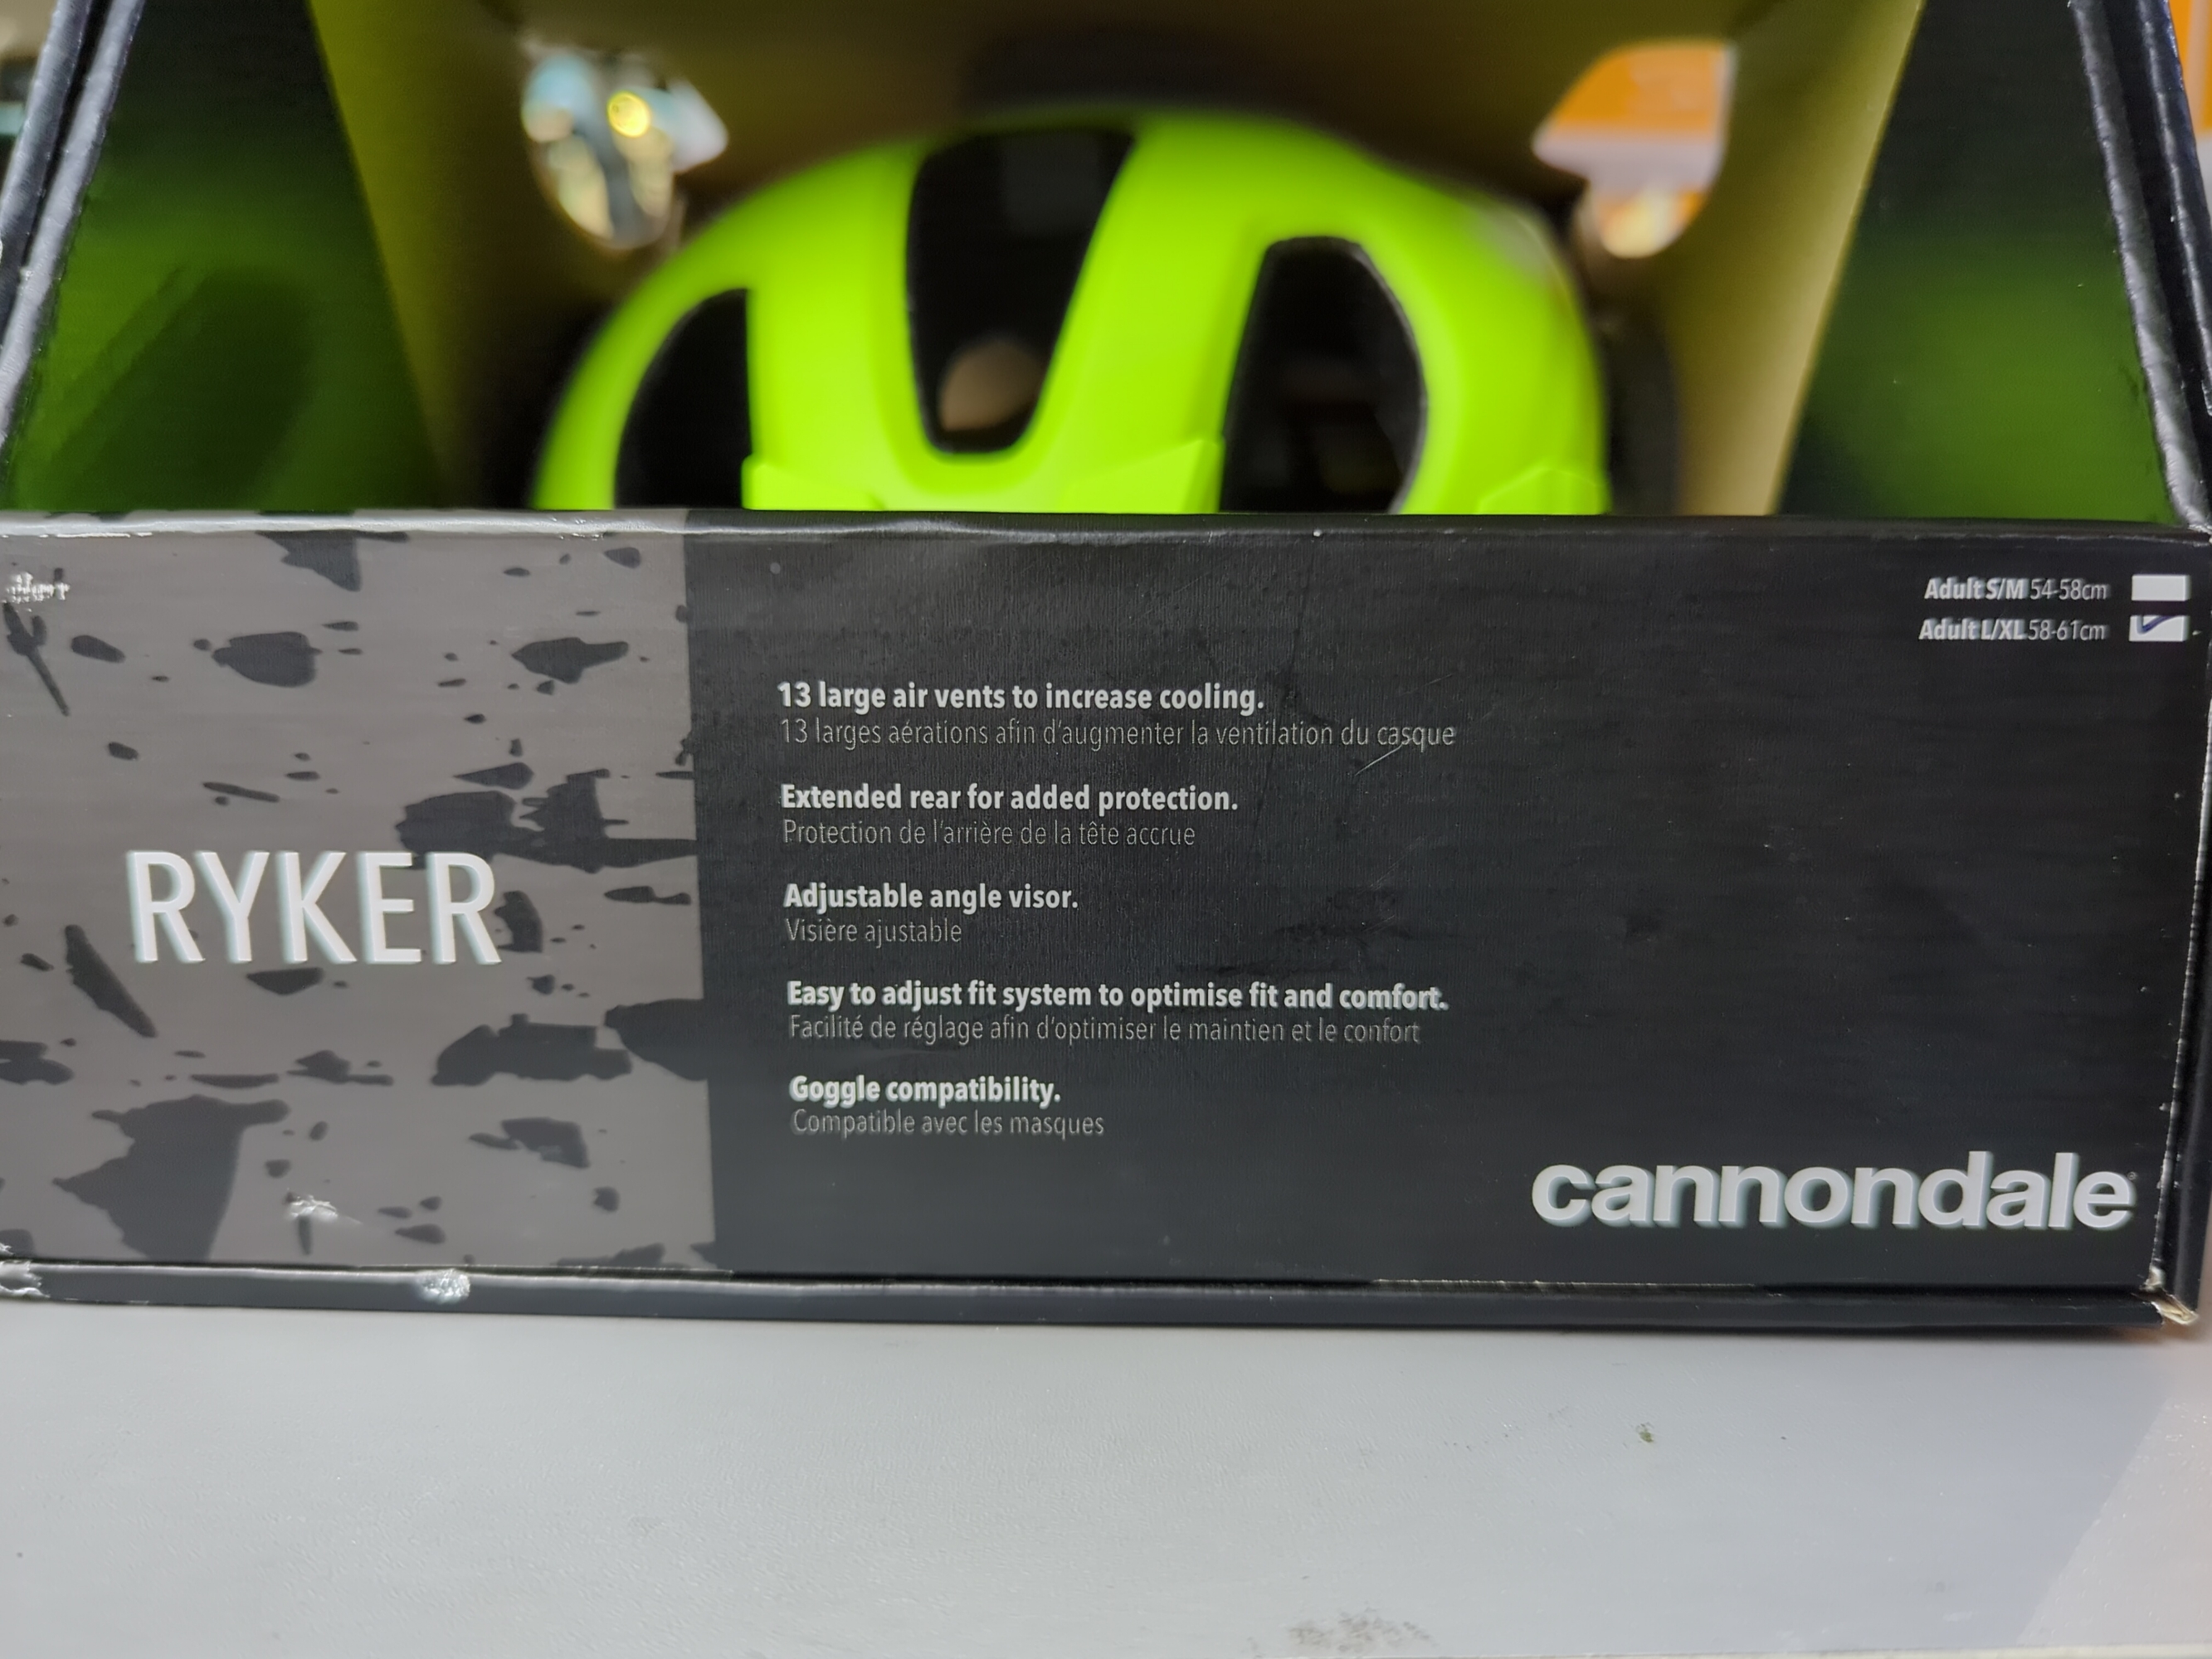 RYKER
Adult S/M 54-58cm
Adult L/XL 58-61cm
13 large air vents to increase cooling.
13 larges aérations afin d'augmenter la ventilation du casque
Extended rear for added protection.
Protection de l'arrière de la tête accrue
Adjustable angle visor.
Visière ajustable
Easy to adjust fit system to optimise fit and comfort.
Facilité de réglage afin d'optimiser le maintien et le confort
Goggle compatibility.
Compatible avec les masques
cannondale